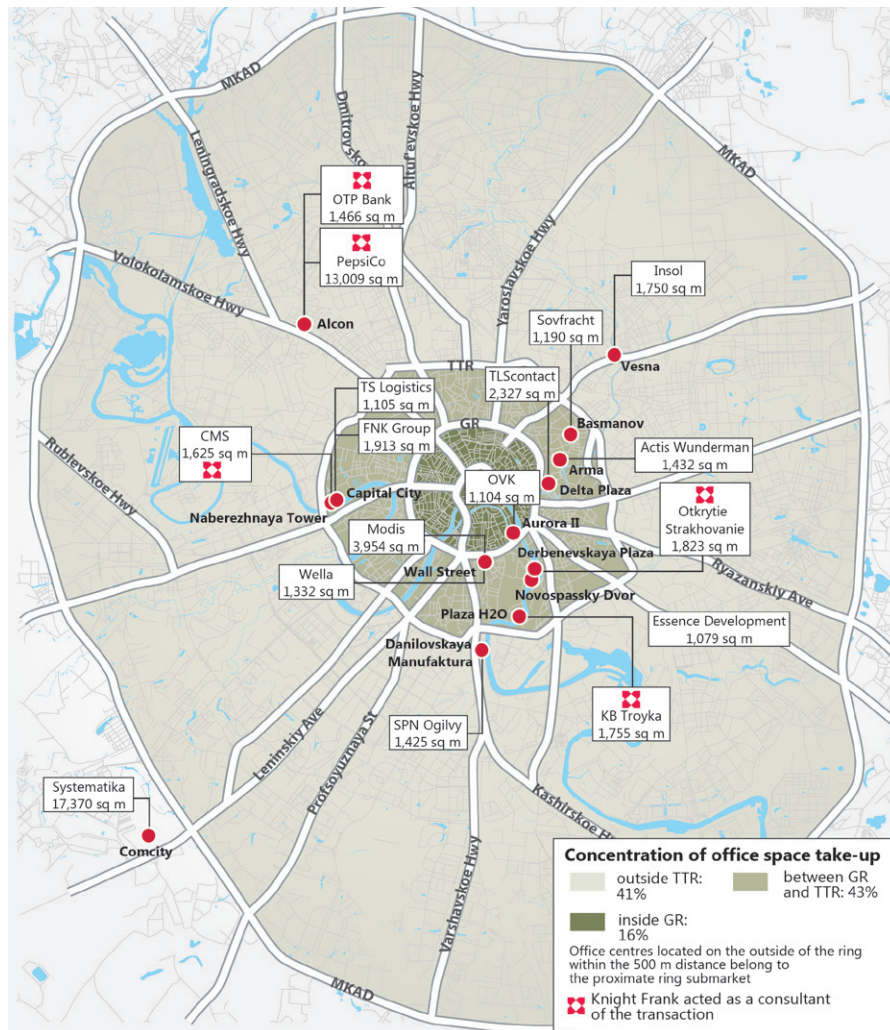 MKAD
Leningradskoe Hwy
Dmitrovsko
Altuf'evskoe Hwy
MKAD
OTP Bank
1,466 sq m
PepsiCo
13,009 sq m
Volokolamskoe Hwy
Yaroslavskoe Hwy
Insol
1,750 sq m
Sovfracht
1,190 sq m
Alcon
Vesna
TTR
TLScontact
2,327 sq m
TS Logistics
1,105 sq m
GR
FNK Group
1,913 sq m
Basmanov
CMS
1,625 sq m
Actis Wunderman
1,432 sq m
Arma
Rublevskoe Hwy
OVK
1,104 sq m
Delta Plaza
Capital City
Naberezhnaya Tower
Otkrytie
Strakhovanie
1,823 sq m
Modis
3,954 sq m
Aurora II
Derbenevskaya Plaza
Wall Street
Wella
1,332 sq m
Novospassky Dvor
Ryazanskiy Ave
Plaza H2O
Essence Development
1,079 sq m
Danilovskaya
Manufaktura
KB Troyka
1,755 sq m
SPN Ogilvy
1,425 sq m
Leninskiy Ave
Profsoyuznaya St
Systematika
17,370 sq m
Kashirskoe H
Comcity
Varshavskoe Hwy
MKAD
Concentration of office space take-up
outside TTR:
41%
between GR
and TTR: 43%
inside GR:
16%
Office centres located on the outside of the ring
within the 500 m distance belong to
the proximate ring submarket
Knight Frank acted as a consultant
of the transaction